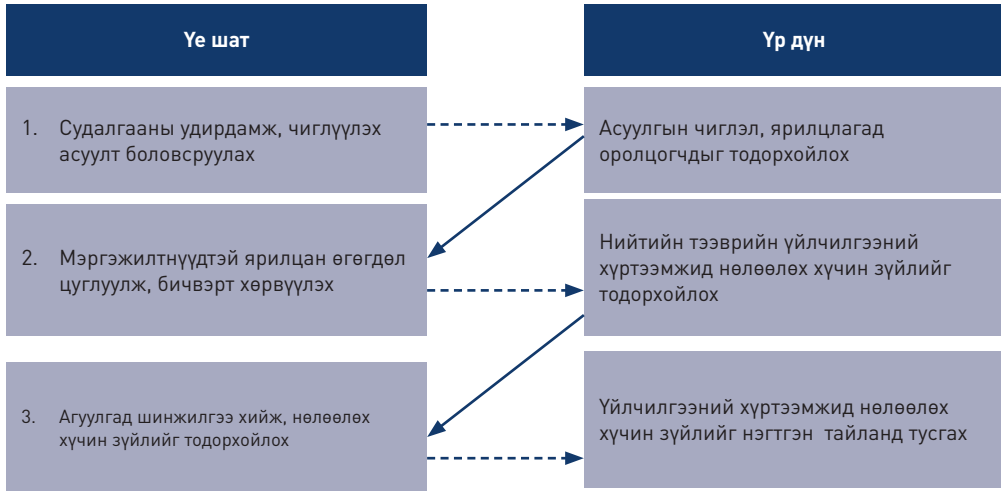 Үе шат
Үр дүн
1. Судалгааны удирдамж, чиглүүлэх
асуулт боловсруулах
Асуулгын чиглэл, ярилцлагад
оролцогчдыг тодорхойлох
2. Мэргэжилтнүүдтэй ярилцан өгөгдөл
цуглуулж, бичвэрт хөрвүүлэх
Нийтийн тээврийн үйлчилгээний
хүртээмжид нөлөөлөх хүчин зүйлийг
тодорхойлох
3. Агуулгад шинжилгээ хийж, нөлөөлөх
хүчин зүйлийг тодорхойлох
Үйлчилгээний хүртээмжид нөлөөлөх
хүчин зүйлийг нэгтгэн тайланд тусгах